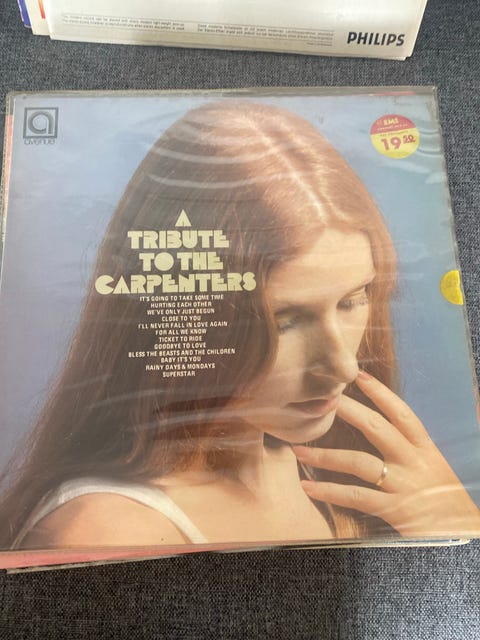 PHILIPS
a
avenue
EMI
19 50
A
TRIBUTE
TO THE
CARPENTERS
IT'S GOING TO TAKE SOME TIME
HURTING EACH OTHER
WE'VE ONLY JUST BEGUN
CLOSE TO YOU
I'LL NEVER FALL IN LOVE AGAIN
FOR ALL WE KNOW
TICKET TO RIDE
GOODBYE TO LOVE
BLESS THE BEASTS AND THE CHILDREN
BABY IT'S YOU
RAINY DAYS & MONDAYS
SUPERSTAR